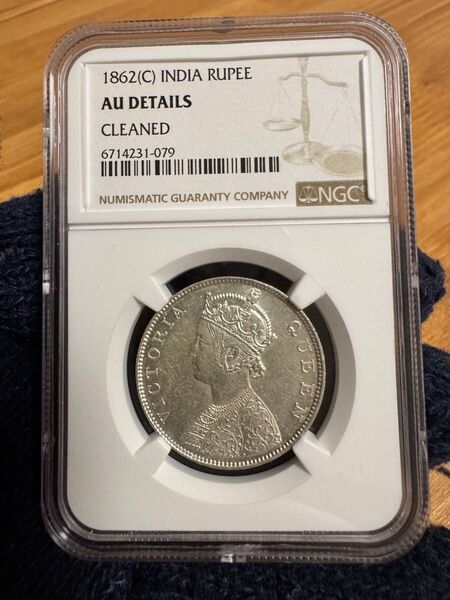 1862(C) INDIA RUPEE
AU DETAILS
CLEANED
6714231-079
NUMISMATIC GUARANTY COMPANY
NGC
VICTORIA QUEEN